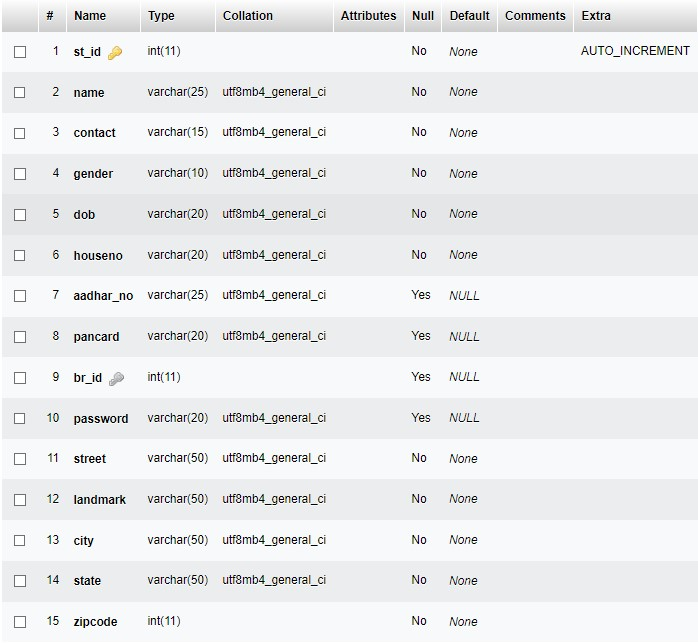 # Name Type Collation Attributes Null Default Comments Extra
1 st_id int(11) No None AUTO_INCREMENT
2 name varchar(25) utf8mb4_general_ci No None
3 contact varchar(15) utf8mb4_general_ci No None
4 gender varchar(10) utf8mb4_general_ci No None
5 dob varchar(20) utf8mb4_general_ci No None
6 houseno varchar(20) utf8mb4_general_ci No None
7 aadhar_no varchar(25) utf8mb4_general_ci Yes NULL
8 pancard varchar(20) utf8mb4_general_ci Yes NULL
9 br_id int(11) Yes NULL
10 password varchar(20) utf8mb4_general_ci Yes NULL
11 street varchar(50) utf8mb4_general_ci No None
12 landmark varchar(50) utf8mb4_general_ci No None
13 city varchar(50) utf8mb4_general_ci No None
14 state varchar(50) utf8mb4_general_ci No None
15 zipcode int(11) No None